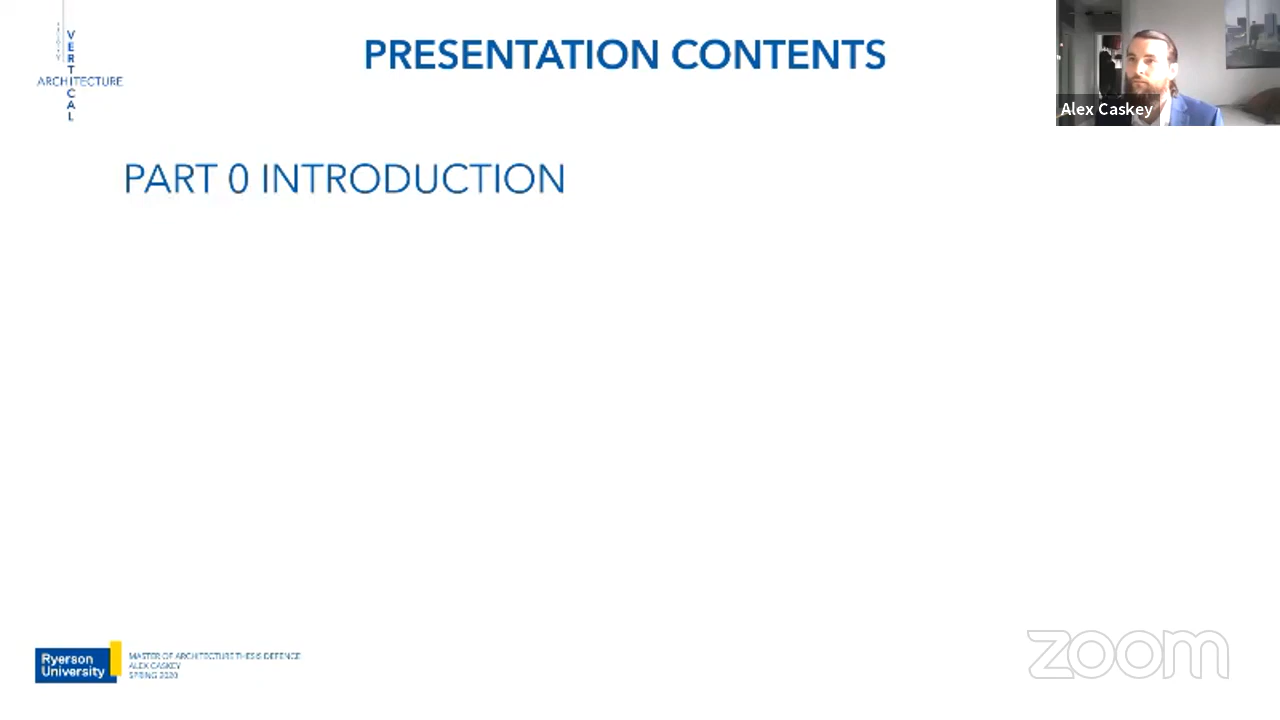 VERTICAL
ARCHITECTURE
PRESENTATION CONTENTS
Alex Caskey
PART 0 INTRODUCTION
Ryerson
University
MASTER OF ARCHITECTURE THESIS DEFENCE
ALEX CASKEY
SPRING 2020
zoom